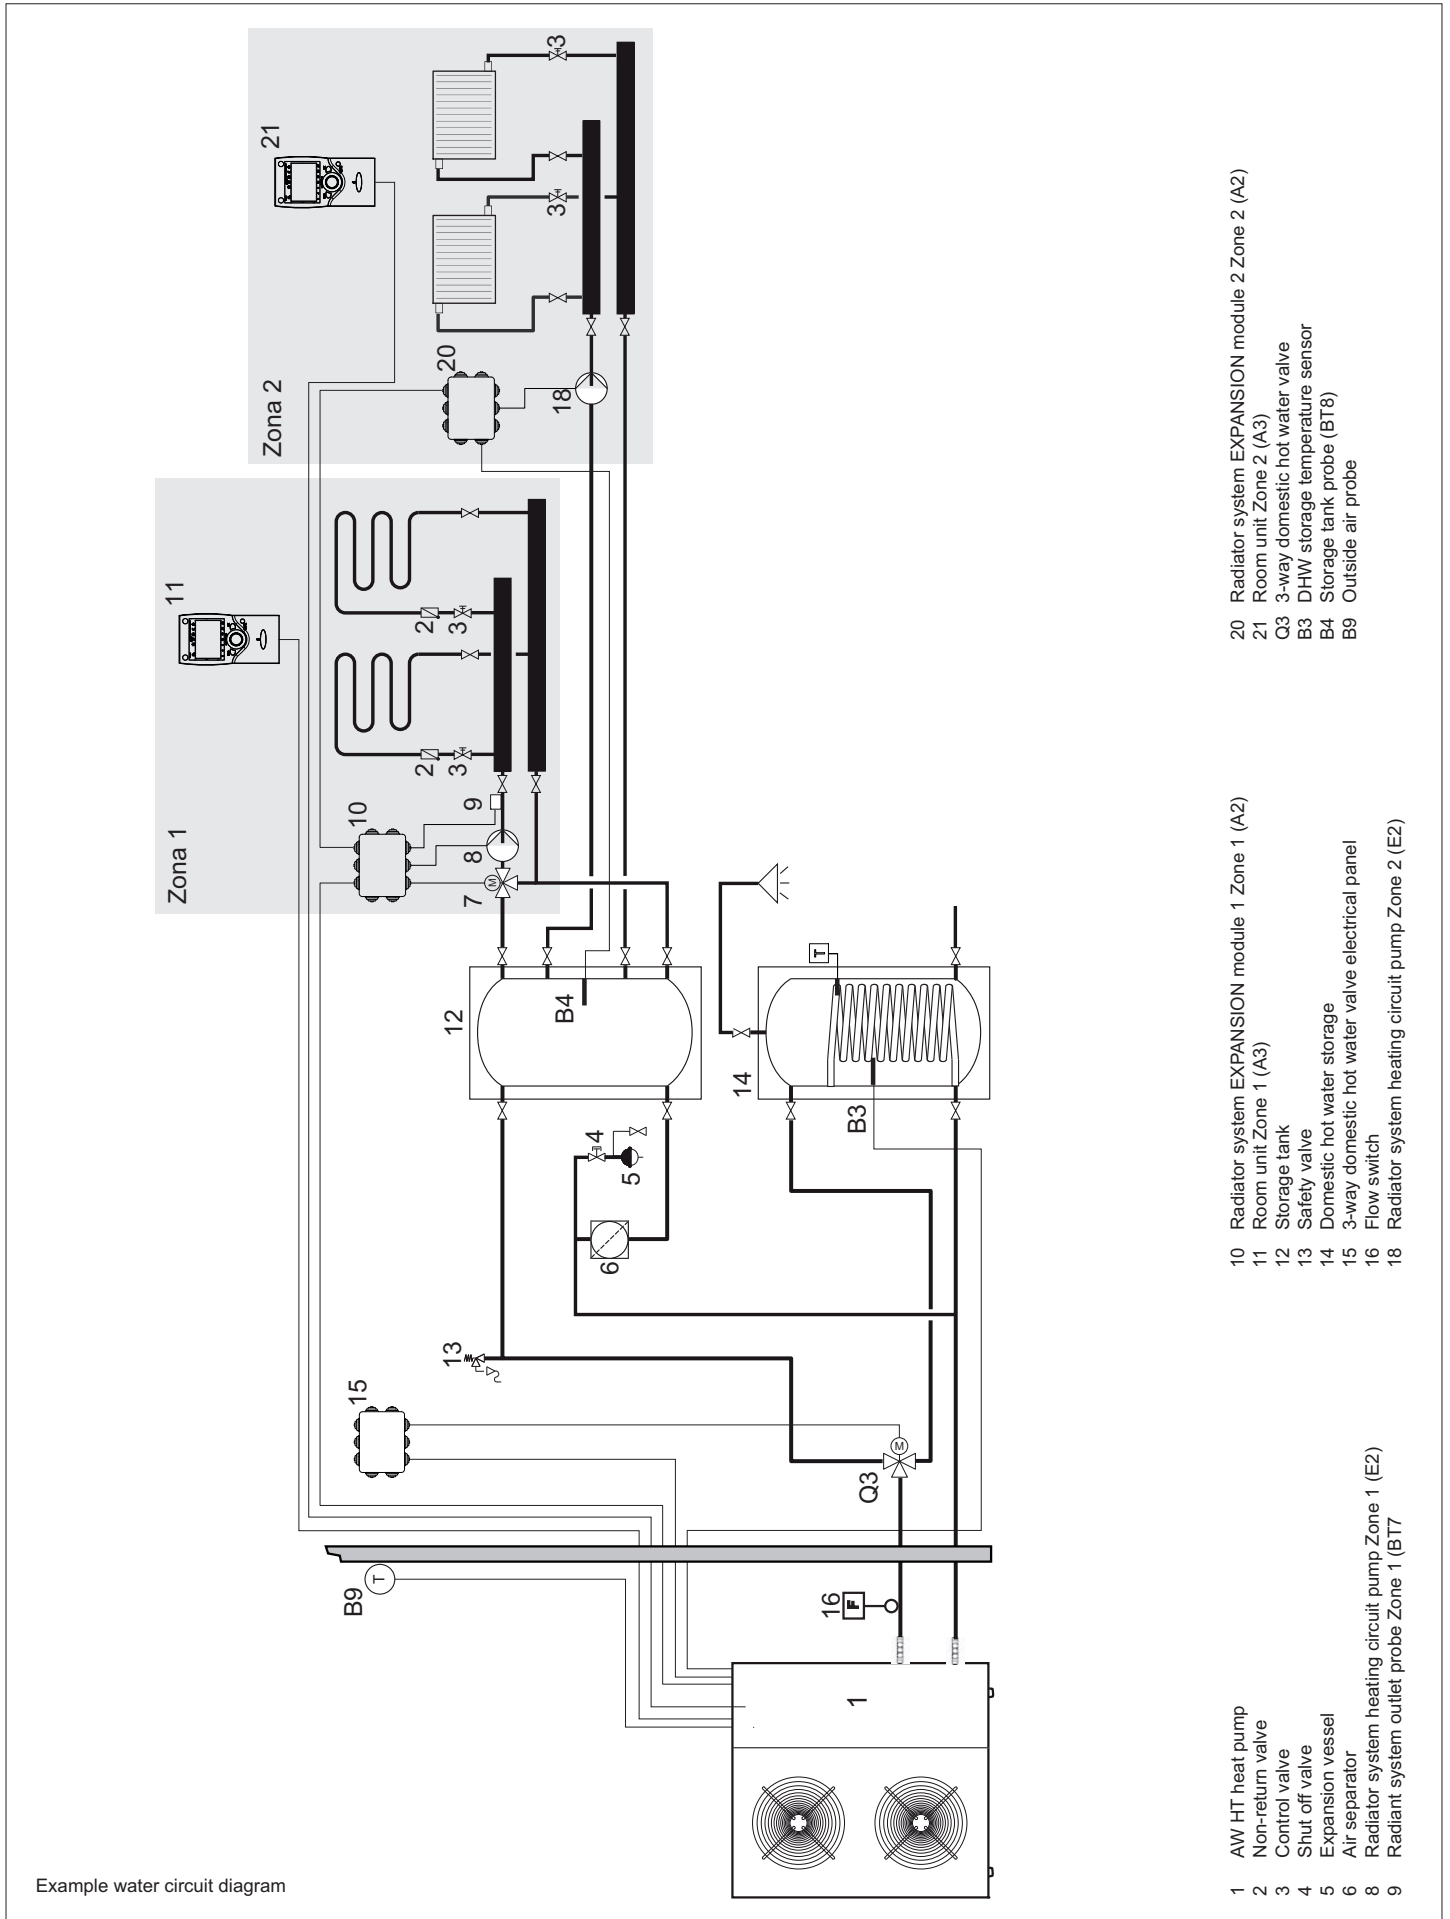 Example water circuit diagram
Zona 1
Zona 2
21
3
3
20
18
11
2
3
2
3
10
9
8
M
7
12
B4
T
14
B3
4
5
6
13
15
M
Q3
B9
T
16
F
1
1 AW HT heat pump
2 Non-return valve
3 Control valve
4 Shut off valve
5 Expansion vessel
6 Air separator
8 Radiator system heating circuit pump Zone 1 (E2)
9 Radiant system outlet probe Zone 1 (BT7
10 Radiator system EXPANSION module 1 Zone 1 (A2)
11 Room unit Zone 1 (A3)
12 Storage tank
13 Safety valve
14 Domestic hot water storage
15 3-way domestic hot water valve electrical panel
16 Flow switch
18 Radiator system heating circuit pump Zone 2 (E2)
20 Radiator system EXPANSION module 2 Zone 2 (A2)
21 Room unit Zone 2 (A3)
Q3 3-way domestic hot water valve
B3 DHW storage temperature sensor
B4 Storage tank probe (BT8)
B9 Outside air probe